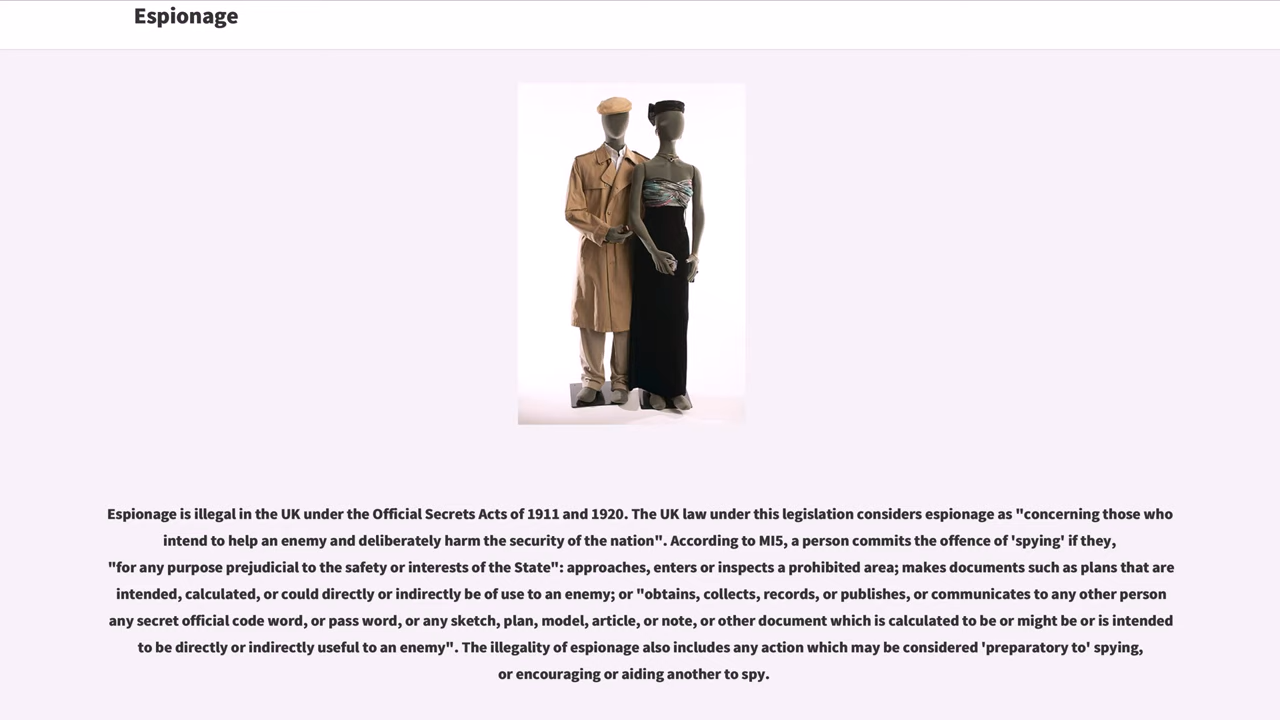 Espionage
Espionage is illegal in the UK under the Official Secrets Acts of 1911 and 1920. The UK law under this legislation considers espionage as "concerning those who
intend to help an enemy and deliberately harm the security of the nation". According to MI5, a person commits the offence of 'spying' if they,
"for any purpose prejudicial to the safety or interests of the State": approaches, enters or inspects a prohibited area; makes documents such as plans that are
intended, calculated, or could directly or indirectly be of use to an enemy; or "obtains, collects, records, or publishes, or communicates to any other person
any secret official code word, or pass word, or any sketch, plan, model, article, or note, or other document which is calculated to be or might be or is intended
to be directly or indirectly useful to an enemy". The illegality of espionage also includes any action which may be considered 'preparatory to' spying,
or encouraging or aiding another to spy.